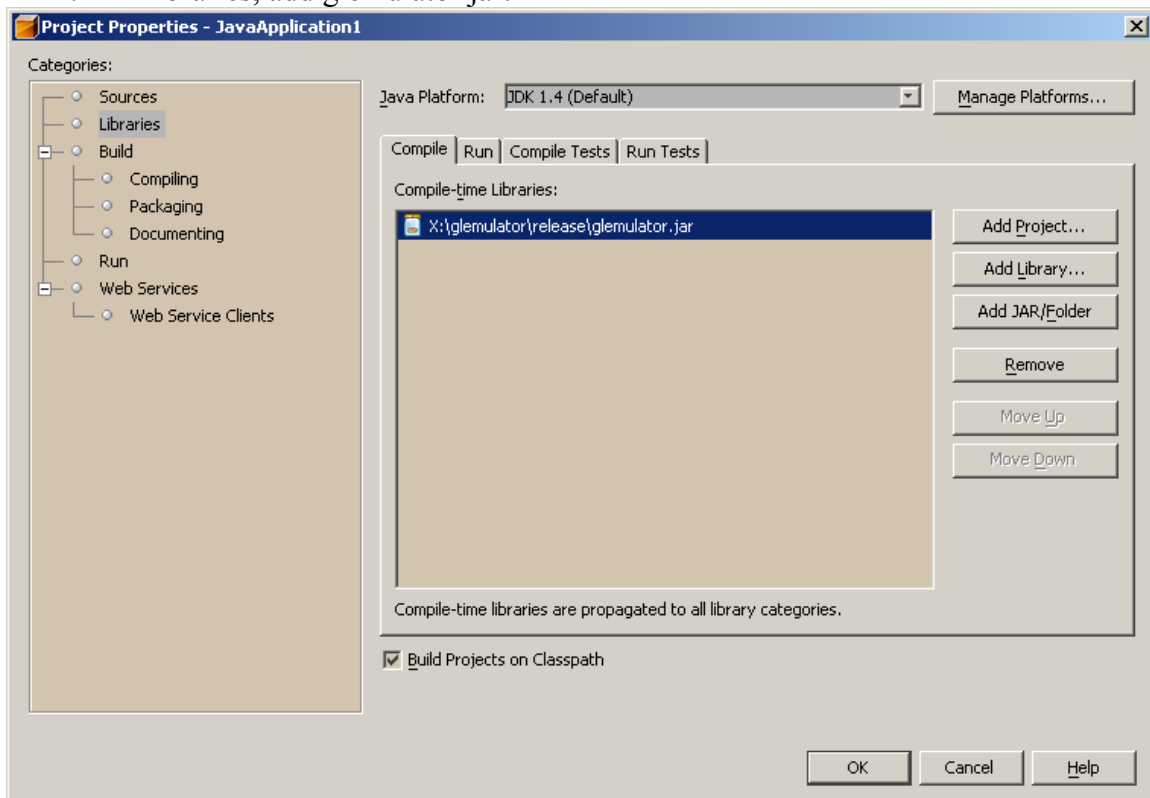 Project Properties - JavaApplication1
Categories:
Sources
Libraries
Build
Compiling
Packaging
Documenting
Run
Web Services
Web Service Clients
Java Platform: JDK 1.4 (Default) Manage Platforms...
Compile Run Compile Tests Run Tests
Compile-time Libraries:
X:\glemulator\release\glemulator.jar
Add Project...
Add Library...
Add JAR/Folder
Remove
Move Up
Move Down
Compile-time libraries are propagated to all library categories.
Build Projects on Classpath
OK Cancel Help